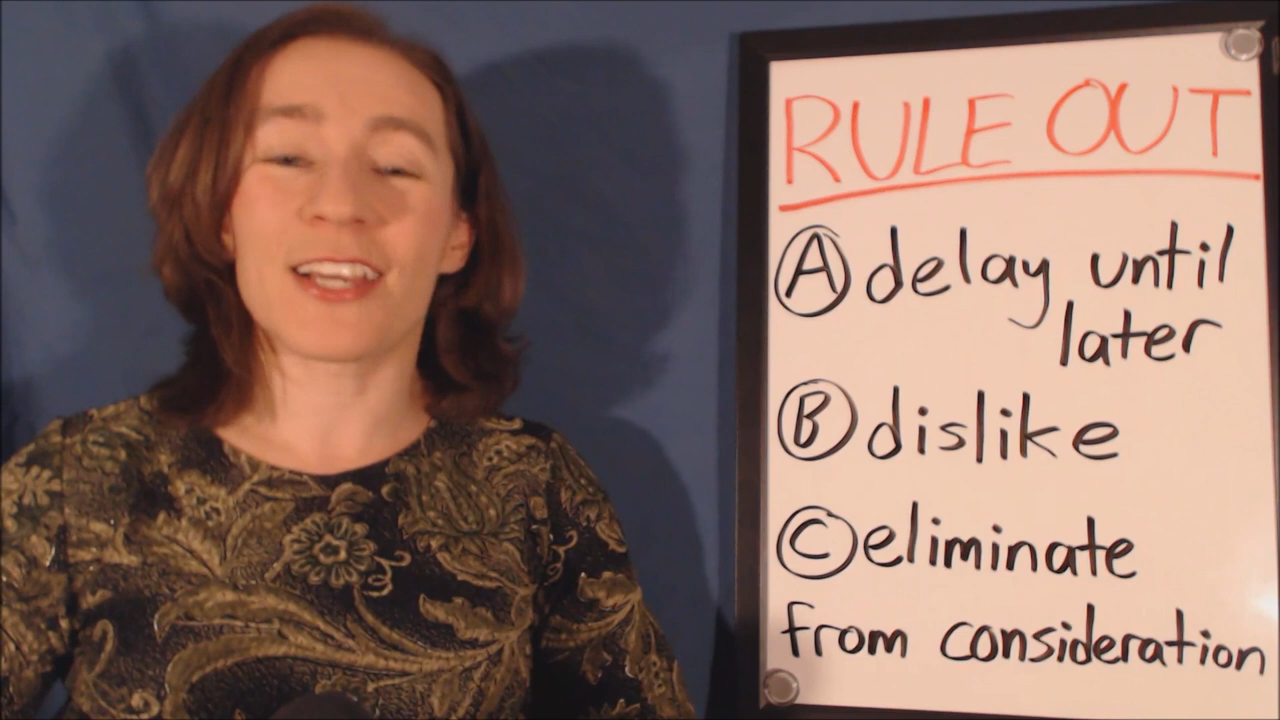 RULE OUT
A delay until
later
B dislike
C eliminate
from consideration